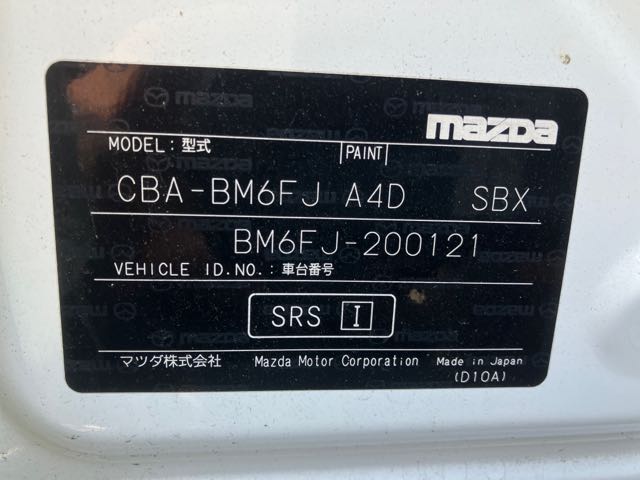 mazda
MODEL:型式 PAINT
CBA-BM6FJ A4D SBX
BM6FJ-200121
VEHICLE ID.NO.:車台番号
SRS I
マツダ株式会社 Mazda Motor Corporation Made in Japan
(D10A)